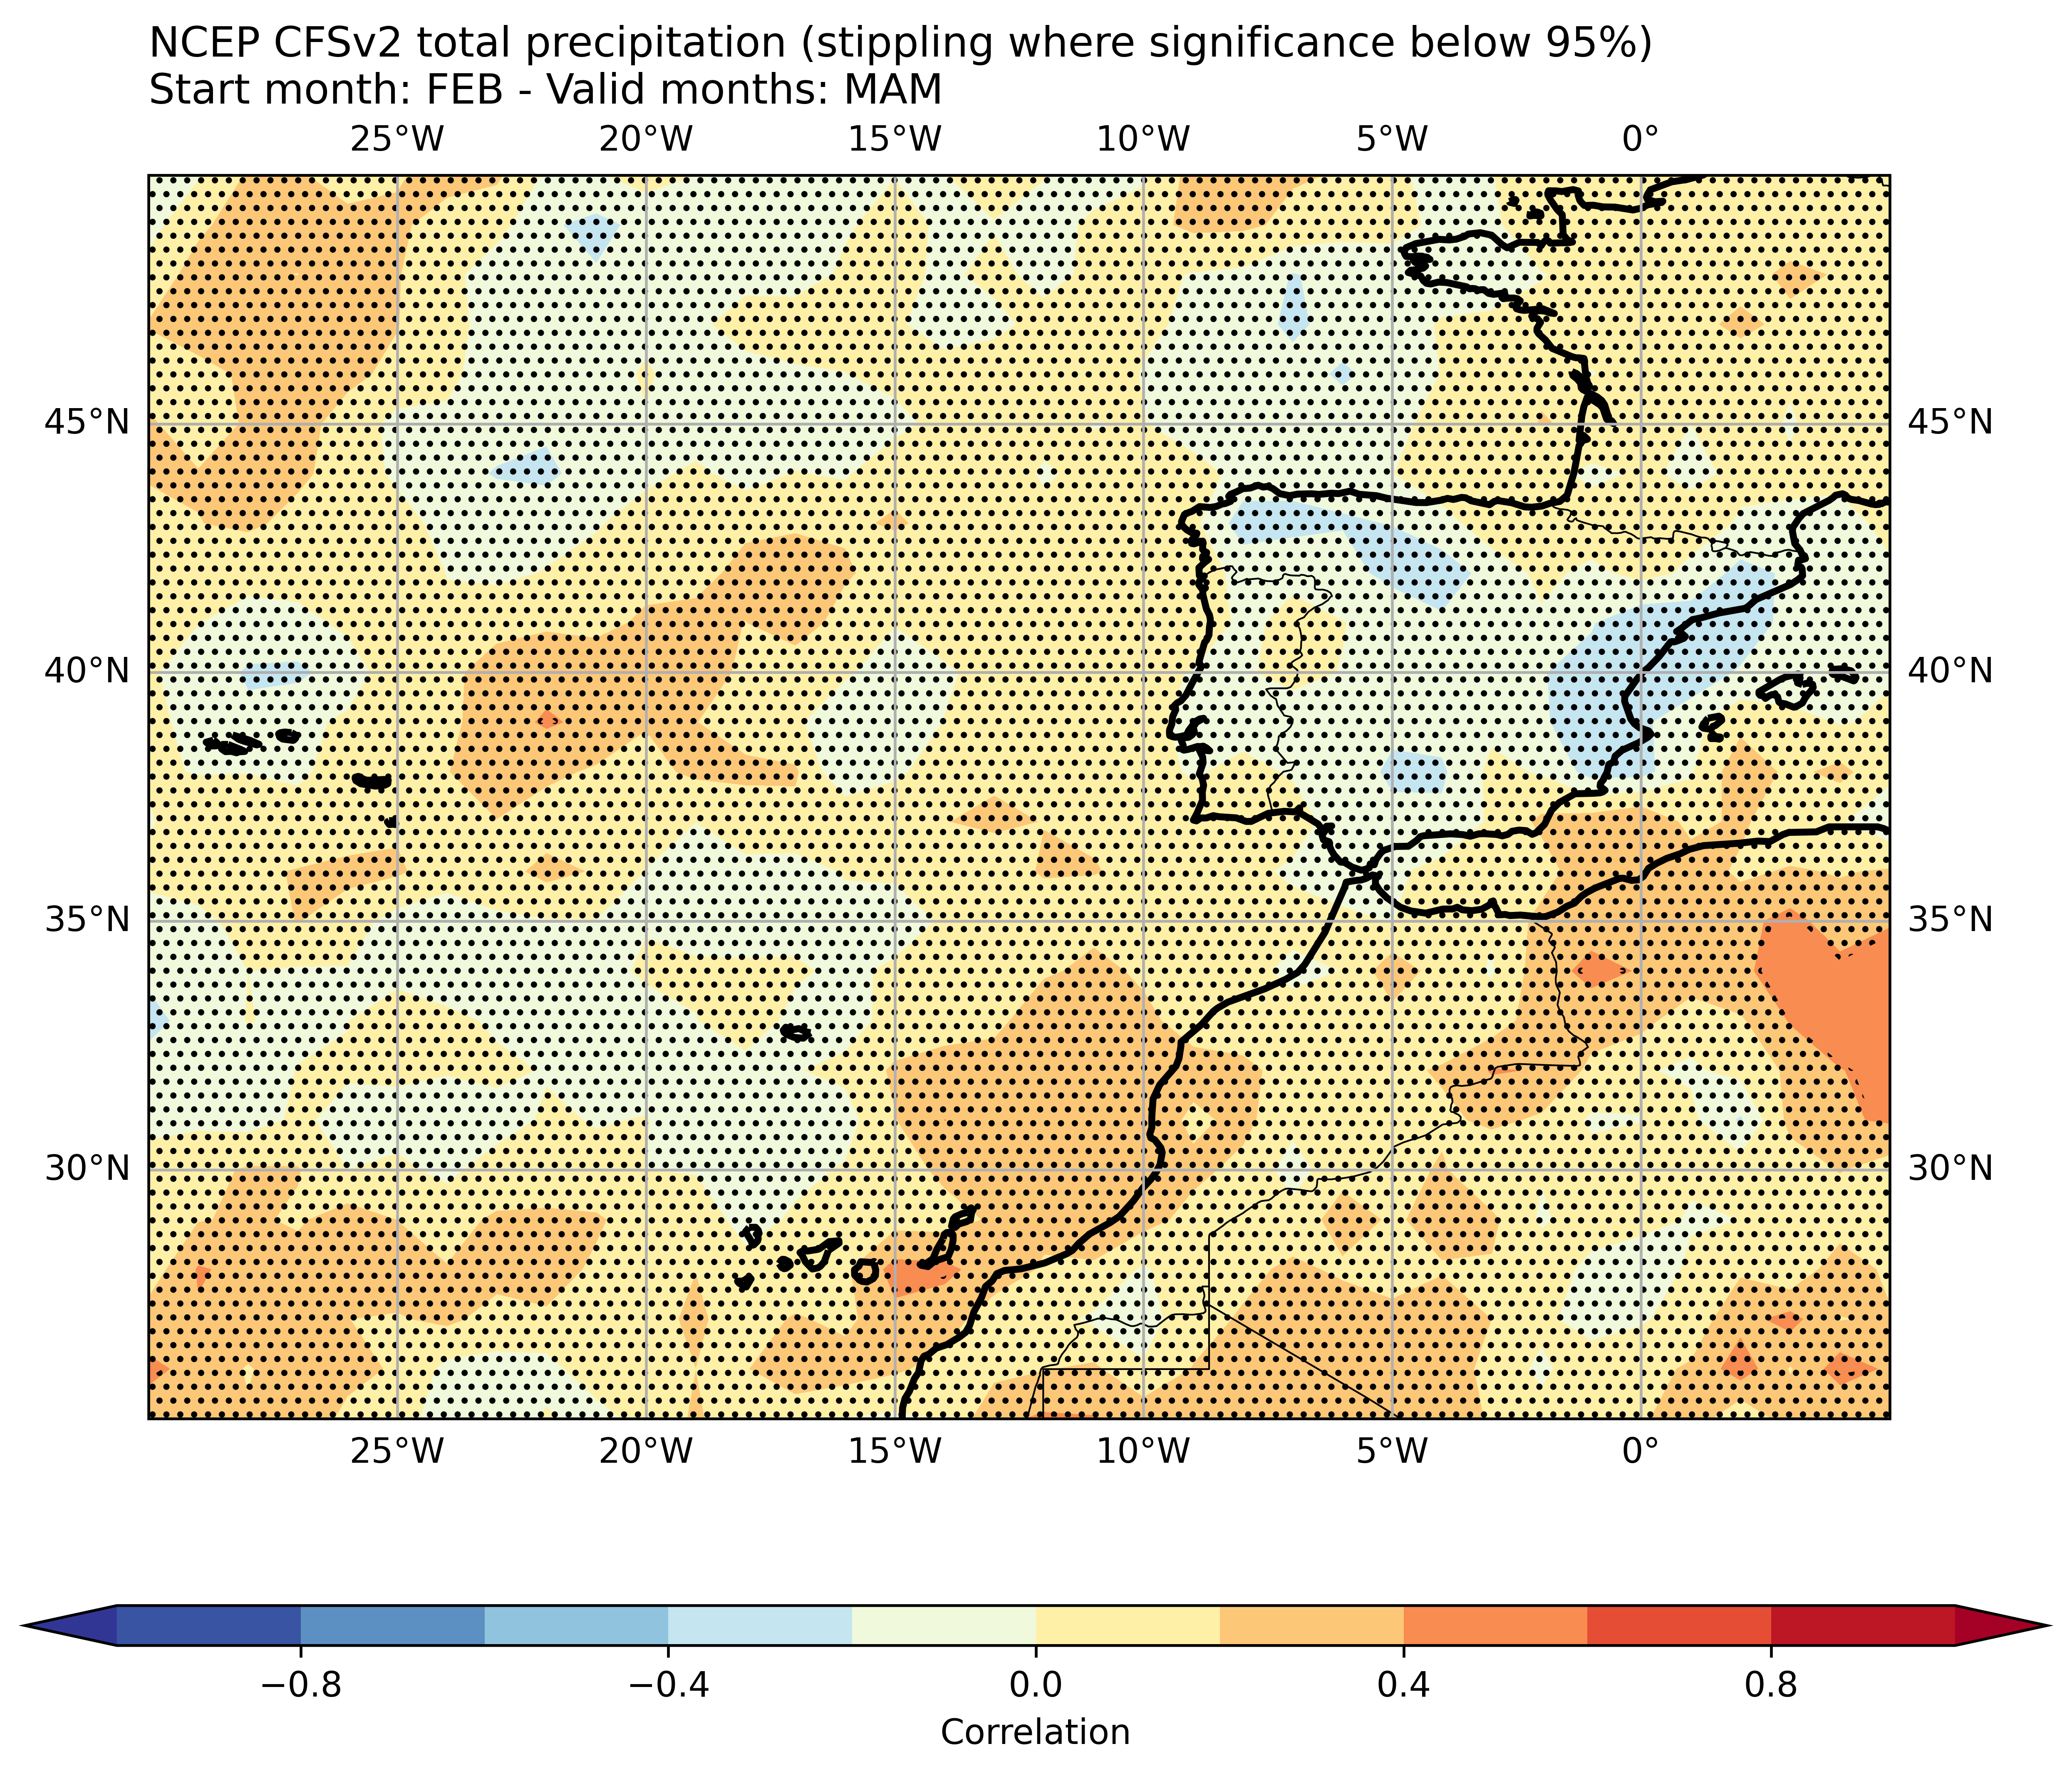 NCEP CFSv2 total precipitation (stippling where significance below 95%)
Start month: FEB - Valid months: MAM
25°W 20°W 15°W 10°W 5°W 0°
45°N 45°N
40°N 40°N
35°N 35°N
30°N 30°N
25°W 20°W 15°W 10°W 5°W 0°
−0.8 −0.4 0.0 0.4 0.8
Correlation